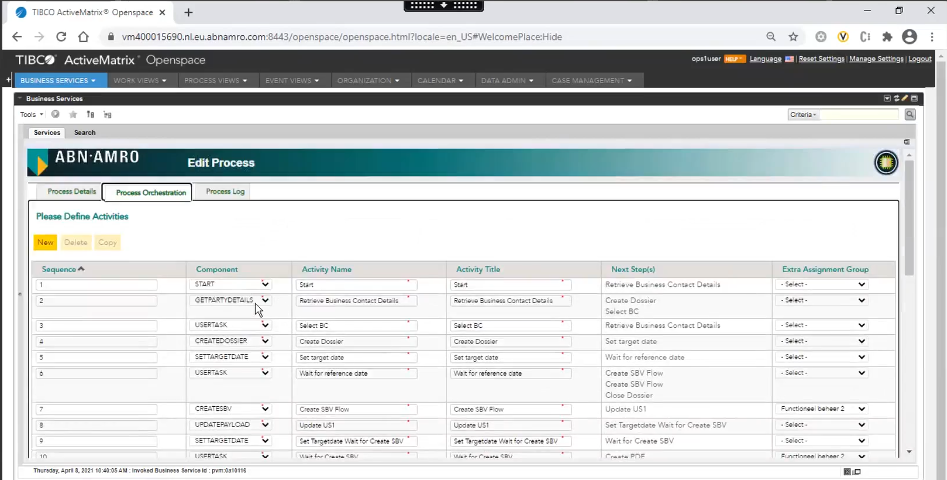 TIBCO ActiveMatrix® Openspace
vm400015690.nl.eu.abnamro.com:8443/openspace/openspace.html?locale=en_US#WelcomePlace:Hide
TIBCO ActiveMatrix® Openspace
ops1user HELP Language Reset Settings Manage Settings Logout
BUSINESS SERVICES WORK VIEWS PROCESS VIEWS EVENT VIEWS ORGANIZATION CALENDAR DATA ADMIN CASE MANAGEMENT
Business Services
Tools Criteria
Services Search
ABN·AMRO Edit Process
Process Details Process Orchestration Process Log
Please Define Activities
New Delete Copy
Sequence Component Activity Name Activity Title Next Step(s) Extra Assignment Group
1 START Start Start Retrieve Business Contact Details - Select -
2 GETPARTYDETAILS Retrieve Business Contact Details Retrieve Business Contact Details Create Dossier - Select -
Select BC
3 USERTASK Select BC Select BC Retrieve Business Contact Details - Select -
4 CREATEDOSSIER Create Dossier Create Dossier Set target date - Select -
5 SETTARGETDATE Set target date Set target date Wait for reference date - Select -
6 USERTASK Wait for reference date Wait for reference date Create SBV Flow - Select -
Create SBV Flow
Close Dossier
7 CREATESBV Create SBV Flow Create SBV Flow Update US1 Functioneel beheer 2
8 UPDATEPAYLOAD Update US1 Update US1 Set Targetdate Wait for Create SBV - Select -
9 SETTARGETDATE Set Targetdate Wait for Create SBV Set Targetdate Wait for Create SBV Wait for Create SBV - Select -
10 USERTASK Wait for Create SBV Wait for Create SBV Create PDF Functioneel beheer 2
Thursday, April 8, 2021 10:40:05 AM : Invoked Business Service Id : pvm:0a10116